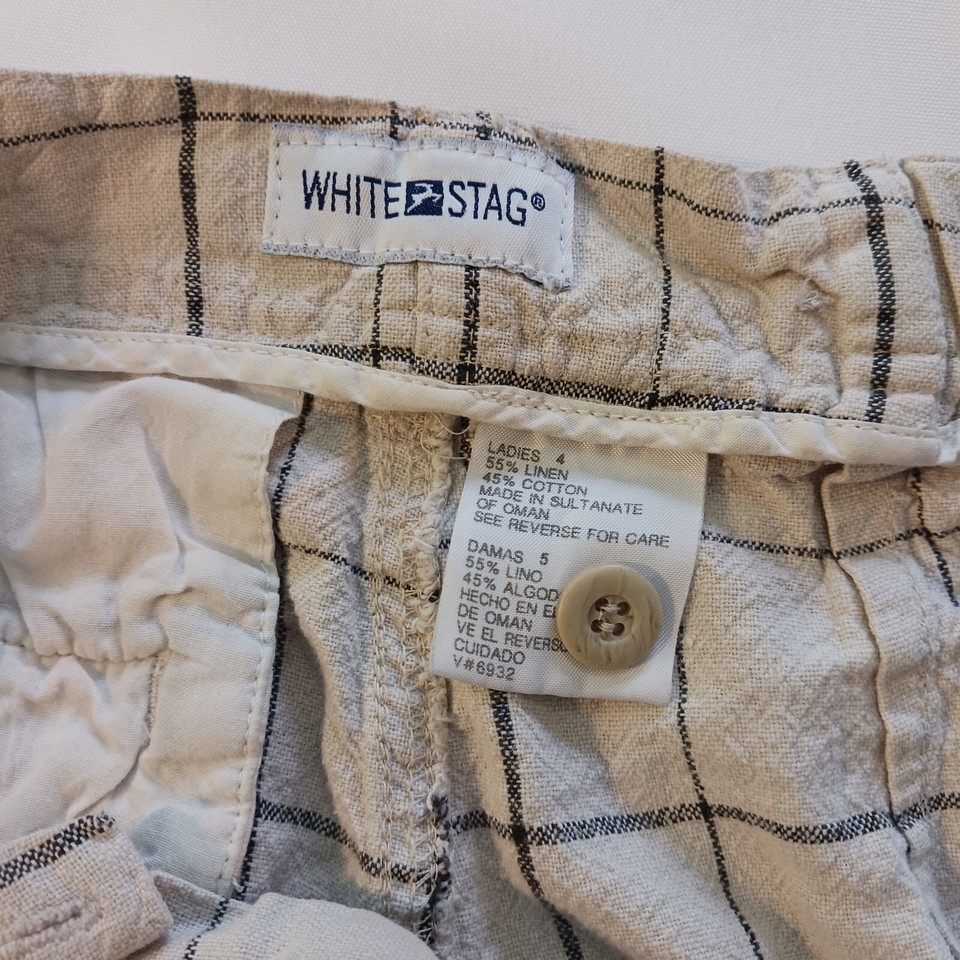 WHITE STAG®
LADIES 4
55% LINEN
45% COTTON
MADE IN SULTANATE
OF OMAN
SEE REVERSE FOR CARE
DAMAS 5
55% LINO
45% ALGOD
HECHO EN EL
DE OMAN
VE EL REVERSO
CUIDADO
V#6932